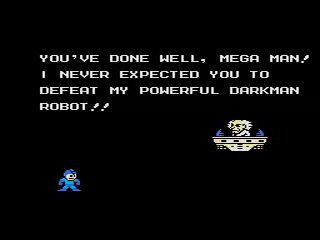 YOU'VE DONE WELL, MEGA MAN!
I NEVER EXPECTED YOU TO
DEFEAT MY POWERFUL DARKMAN
ROBOT!!